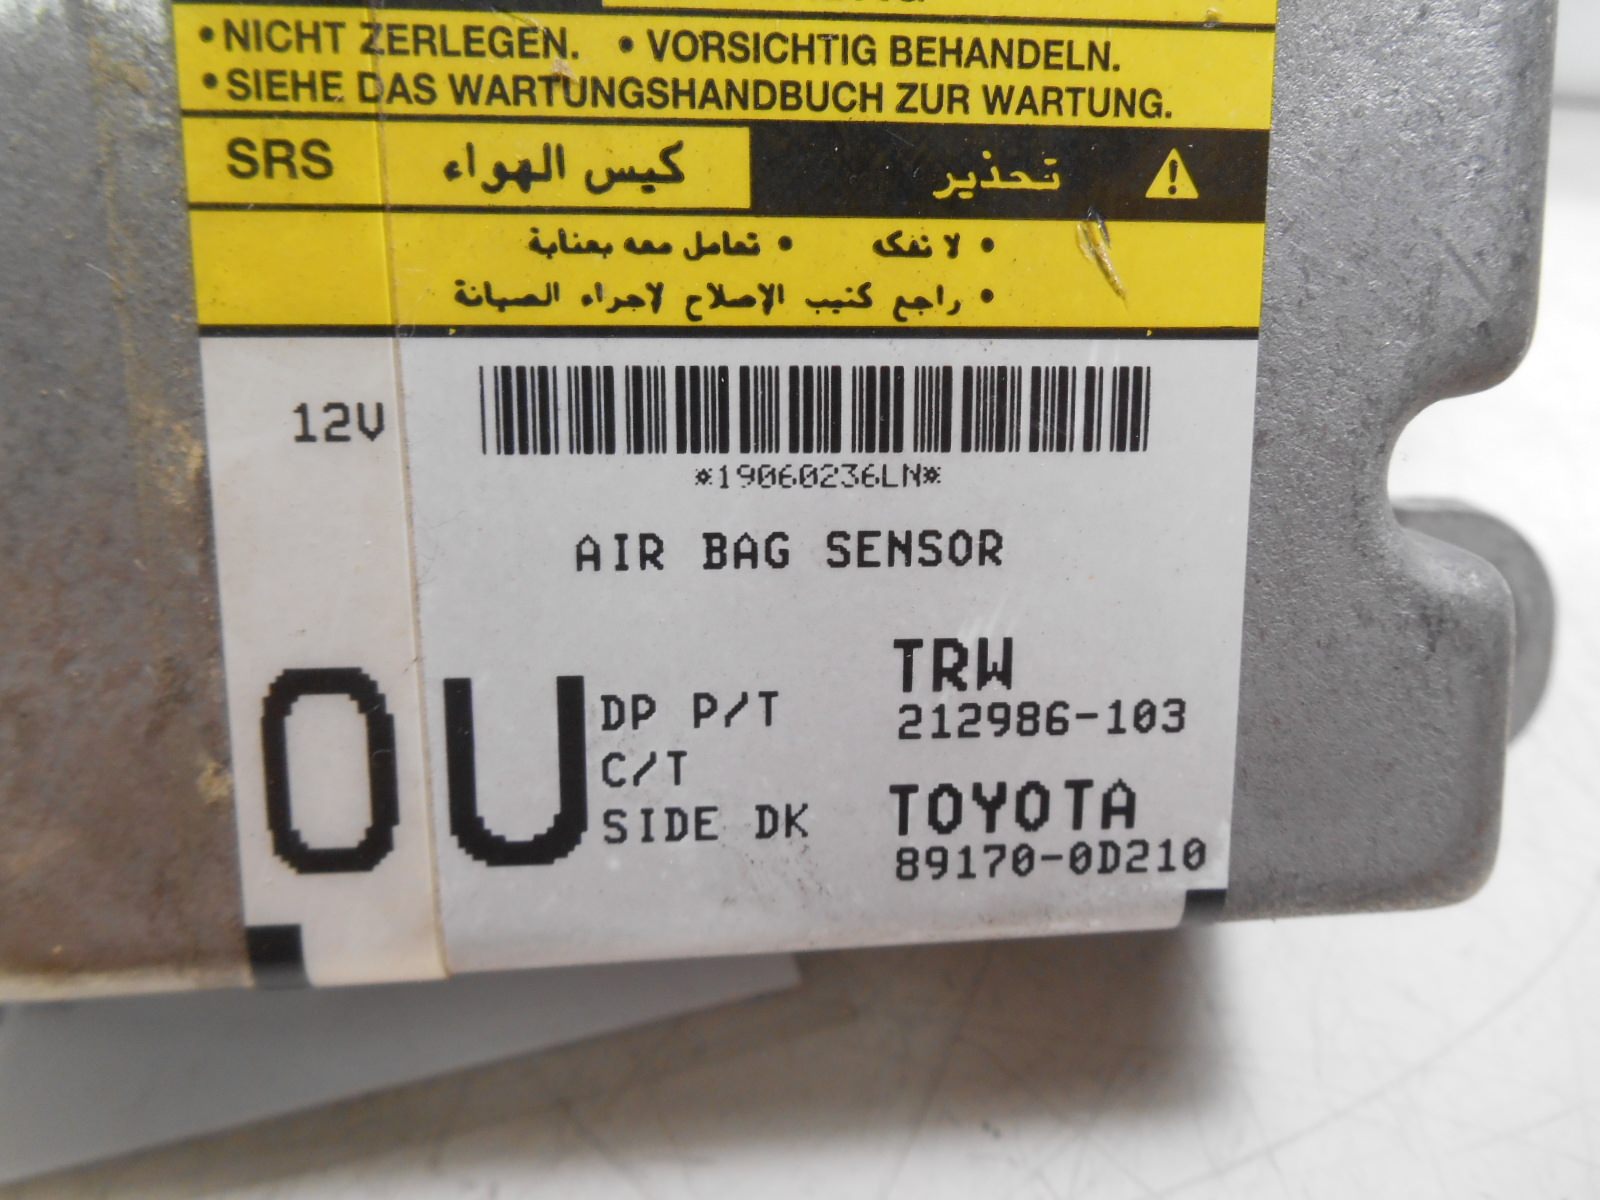 •NICHT ZERLEGEN. •VORSICHTIG BEHANDELN.
•SIEHE DAS WARTUNGSHANDBUCH ZUR WARTUNG.
SRS كيس الهواء تحذير
• لا تفكه • تعامل معه بعناية
• راجع كتيب الإصلاح لاجراء الصيانة
12V
*19060236LN*
AIR BAG SENSOR
0U
DP P/T
C/T
SIDE DK
TRW
212986-103
TOYOTA
89170-0D210